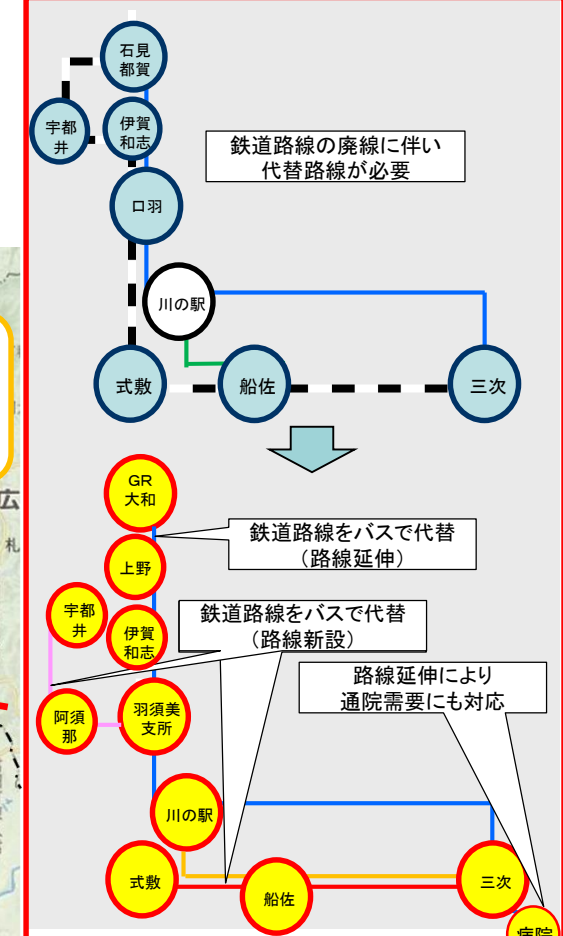 石見
都賀
宇都
井
伊賀
和志
鉄道路線の廃線に伴い
代替路線が必要
口羽
川の駅
式敷
船佐
三次
GR
大和
鉄道路線をバスで代替
(路線延伸)
上野
宇都
井
伊賀
和志
鉄道路線をバスで代替
(路線新設)
路線延伸により
通院需要にも対応
阿須
那
羽須美
支所
川の駅
式敷
船佐
三次
病院
広
札